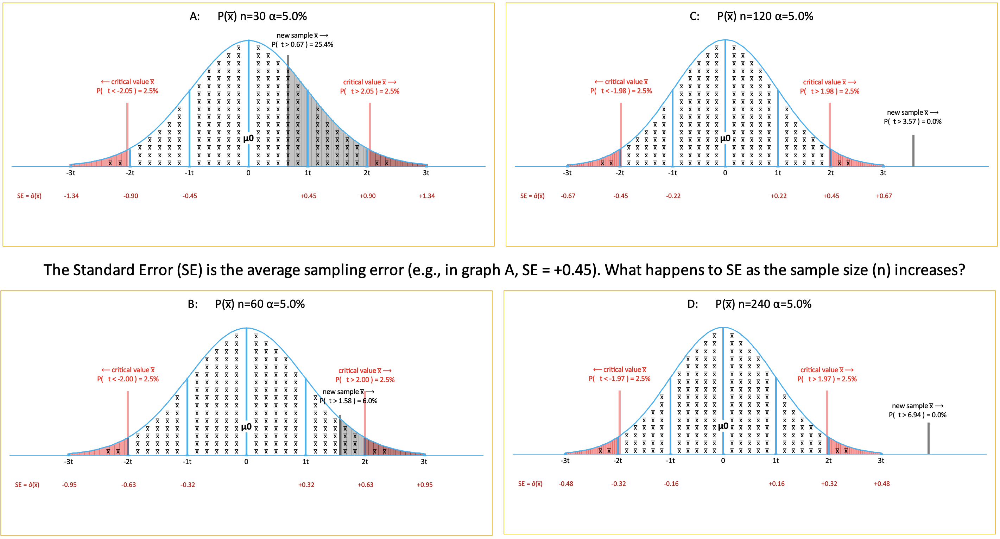 A: P(x̅) n=30 α=5.0%
new sample x̅ →
P( t > 0.67 ) = 25.4%
← critical value x̅
P( t < -2.05 ) = 2.5%
critical value x̅ →
P( t > 2.05 ) = 2.5%
μ0
-3t -2t -1t 0 1t 2t 3t
SE = σ̂(x̅) -1.34 -0.90 -0.45 +0.45 +0.90 +1.34
C: P(x̅) n=120 α=5.0%
← critical value x̅
P( t < -1.98 ) = 2.5%
critical value x̅ →
P( t > 1.98 ) = 2.5%
new sample x̅ →
P( t > 3.57 ) = 0.0%
μ0
-3t -2t -1t 0 1t 2t 3t
SE = σ̂(x̅) -0.67 -0.45 -0.22 +0.22 +0.45 +0.67
The Standard Error (SE) is the average sampling error (e.g., in graph A, SE = +0.45). What happens to SE as the sample size (n) increases?
B: P(x̅) n=60 α=5.0%
← critical value x̅
P( t < -2.00 ) = 2.5%
critical value x̅ →
P( t > 2.00 ) = 2.5%
new sample x̅ →
P( t > 1.58 ) = 6.0%
μ0
-3t -2t -1t 0 1t 2t 3t
SE = σ̂(x̅) -0.95 -0.63 -0.32 +0.32 +0.63 +0.95
D: P(x̅) n=240 α=5.0%
← critical value x̅
P( t < -1.97 ) = 2.5%
critical value x̅ →
P( t > 1.97 ) = 2.5%
new sample x̅ →
P( t > 6.94 ) = 0.0%
μ0
-3t -2t -1t 0 1t 2t 3t
SE = σ̂(x̅) -0.48 -0.32 -0.16 +0.16 +0.32 +0.48